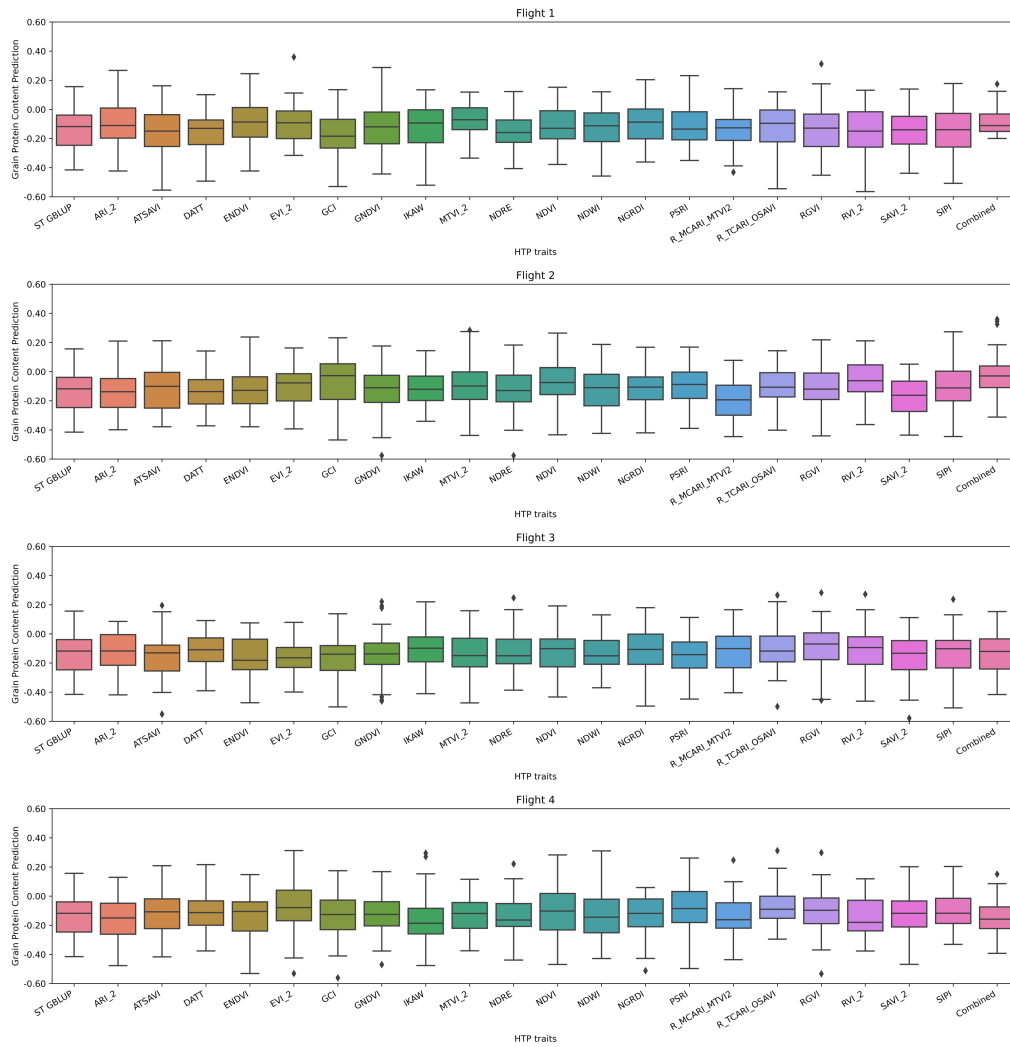 Flight 1
Grain Protein Content Prediction
0.60
0.40
0.20
0.00
-0.20
-0.40
-0.60
ST GBLUP ARI_2 ATSAVI DATT ENDVI EVI_2 GCI GNDVI IKAW MTVI_2 NDRE NDVI NDWI NGRDI PSRI R_MCARI_MTVI2 R_TCARI_OSAVI RGVI RVI_2 SAVI_2 SIPI Combined
HTP traits
Flight 2
Grain Protein Content Prediction
0.60
0.40
0.20
0.00
-0.20
-0.40
-0.60
ST GBLUP ARI_2 ATSAVI DATT ENDVI EVI_2 GCI GNDVI IKAW MTVI_2 NDRE NDVI NDWI NGRDI PSRI R_MCARI_MTVI2 R_TCARI_OSAVI RGVI RVI_2 SAVI_2 SIPI Combined
HTP traits
Flight 3
Grain Protein Content Prediction
0.60
0.40
0.20
0.00
-0.20
-0.40
-0.60
ST GBLUP ARI_2 ATSAVI DATT ENDVI EVI_2 GCI GNDVI IKAW MTVI_2 NDRE NDVI NDWI NGRDI PSRI R_MCARI_MTVI2 R_TCARI_OSAVI RGVI RVI_2 SAVI_2 SIPI Combined
HTP traits
Flight 4
Grain Protein Content Prediction
0.60
0.40
0.20
0.00
-0.20
-0.40
-0.60
ST GBLUP ARI_2 ATSAVI DATT ENDVI EVI_2 GCI GNDVI IKAW MTVI_2 NDRE NDVI NDWI NGRDI PSRI R_MCARI_MTVI2 R_TCARI_OSAVI RGVI RVI_2 SAVI_2 SIPI Combined
HTP traits